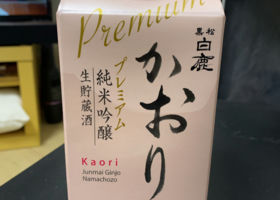 Premium
黒松
白鹿
かおり
プレミアム
純米吟醸
生貯蔵酒
Kaori
Junmai Ginjo
Namachozo